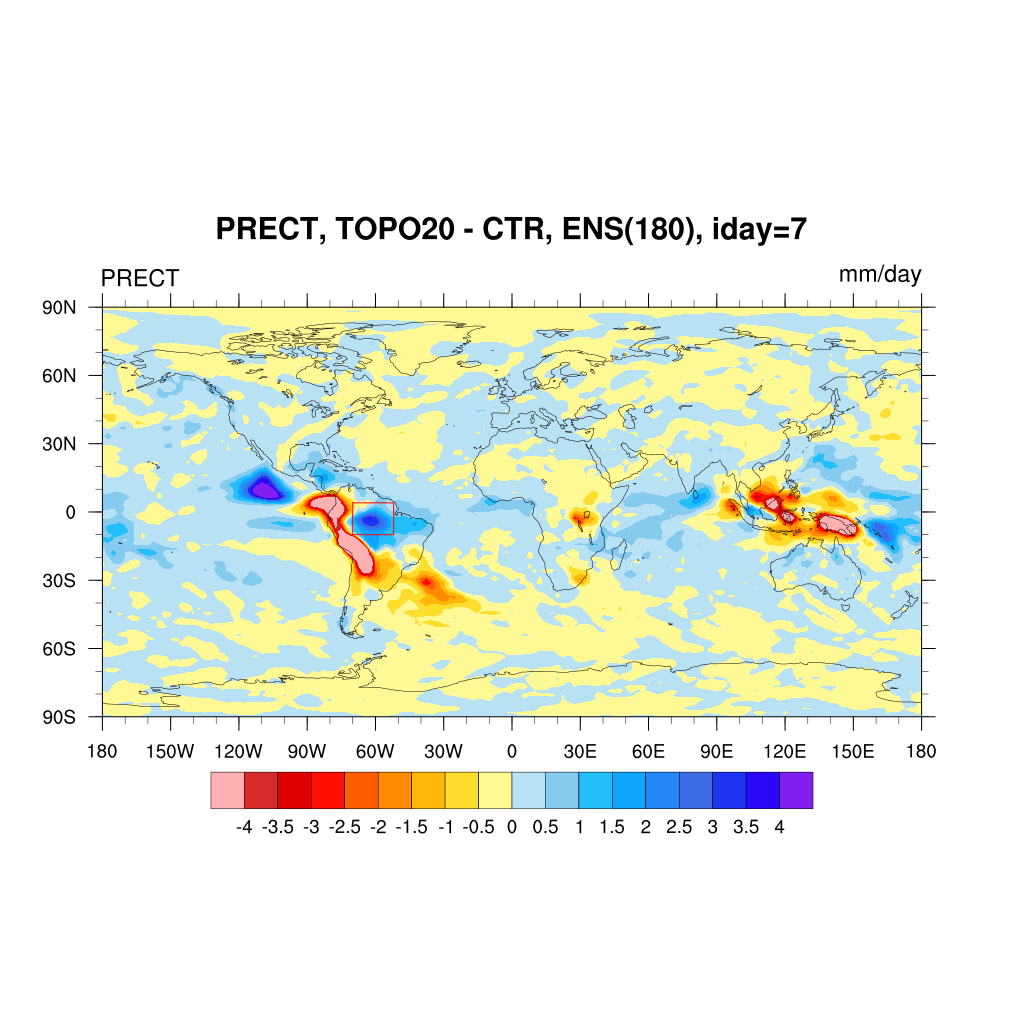 PRECT, TOPO20 - CTR, ENS(180), iday=7
PRECT mm/day
90N
60N
30N
0
30S
60S
90S
180 150W 120W 90W 60W 30W 0 30E 60E 90E 120E 150E 180
-4 -3.5 -3 -2.5 -2 -1.5 -1 -0.5 0 0.5 1 1.5 2 2.5 3 3.5 4